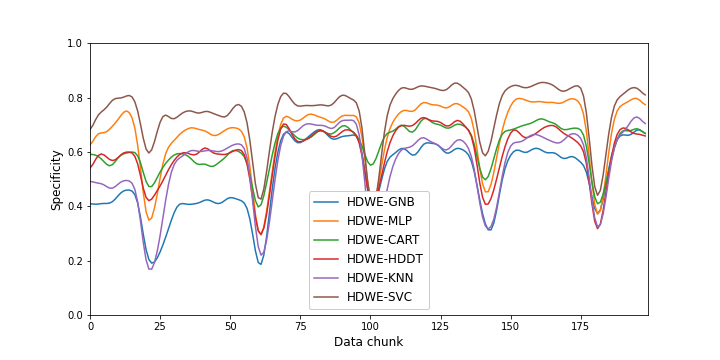 1.0
0.8
0.6
0.4
0.2
0.0
Specificity
HDWE-GNB
HDWE-MLP
HDWE-CART
HDWE-HDDT
HDWE-KNN
HDWE-SVC
0 25 50 75 100 125 150 175
Data chunk